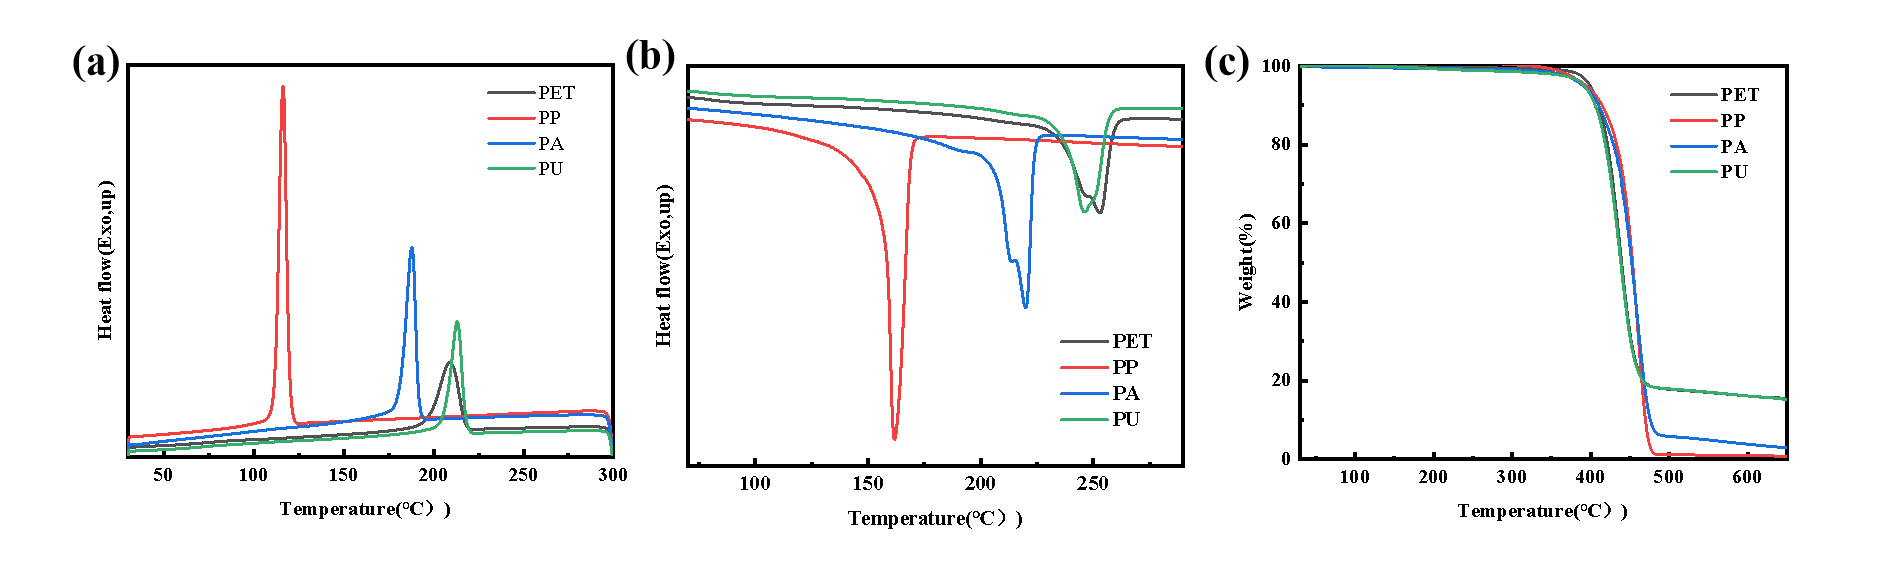 (a)
Heat flow(Exo,up)
PET
PP
PA
PU
50
100
150
200
250
300
Temperature(℃）)
(b)
Heat flow(Exo,up)
PET
PP
PA
PU
100
150
200
250
Temperature(℃）)
(c)
Weight(%)
100
80
60
40
20
0
PET
PP
PA
PU
100
200
300
400
500
600
Temperature(℃）)